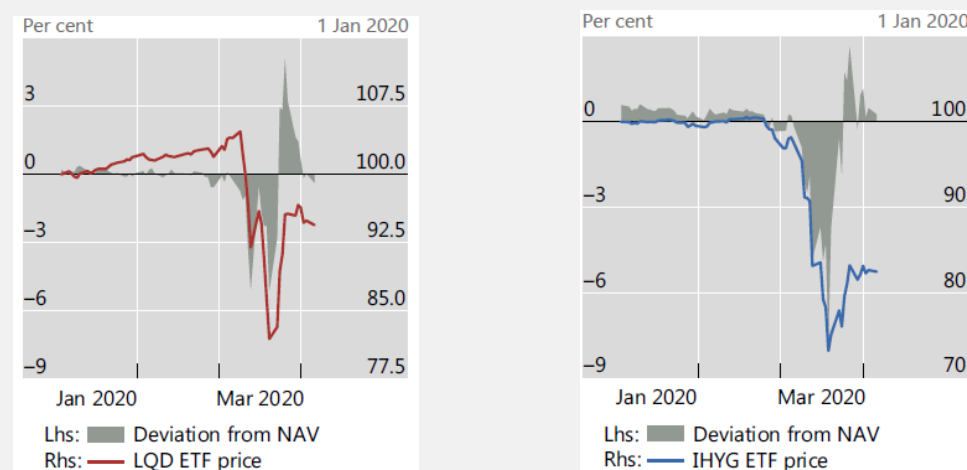 Per cent 1 Jan 2020
3 107.5
0 100.0
–3 92.5
–6 85.0
–9 77.5
Jan 2020 Mar 2020
Lhs: Deviation from NAV
Rhs: LQD ETF price
Per cent 1 Jan 2020
0 100
–3 90
–6 80
–9 70
Jan 2020 Mar 2020
Lhs: Deviation from NAV
Rhs: IHYG ETF price